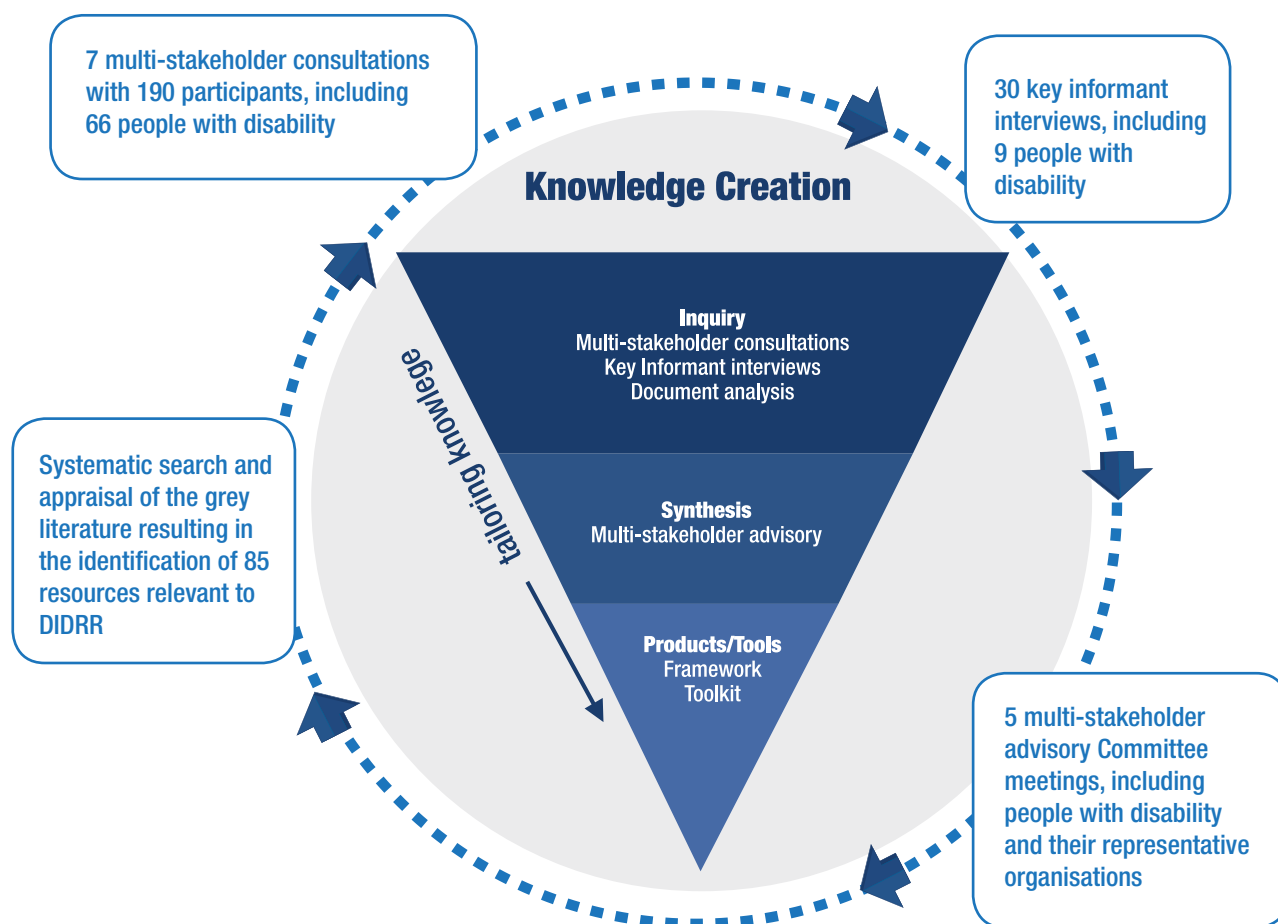 7 multi-stakeholder consultations
with 190 participants, including
66 people with disability
30 key informant
interviews, including
9 people with
disability
Knowledge Creation
Inquiry
Multi-stakeholder consultations
Key Informant interviews
Document analysis
tailoring knowledge
Systematic search and
appraisal of the grey
literature resulting in
the identification of 85
resources relevant to
DIDRR
Synthesis
Multi-stakeholder advisory
Products/Tools
Framework
Toolkit
5 multi-stakeholder
advisory Committee
meetings, including
people with disability
and their representative
organisations